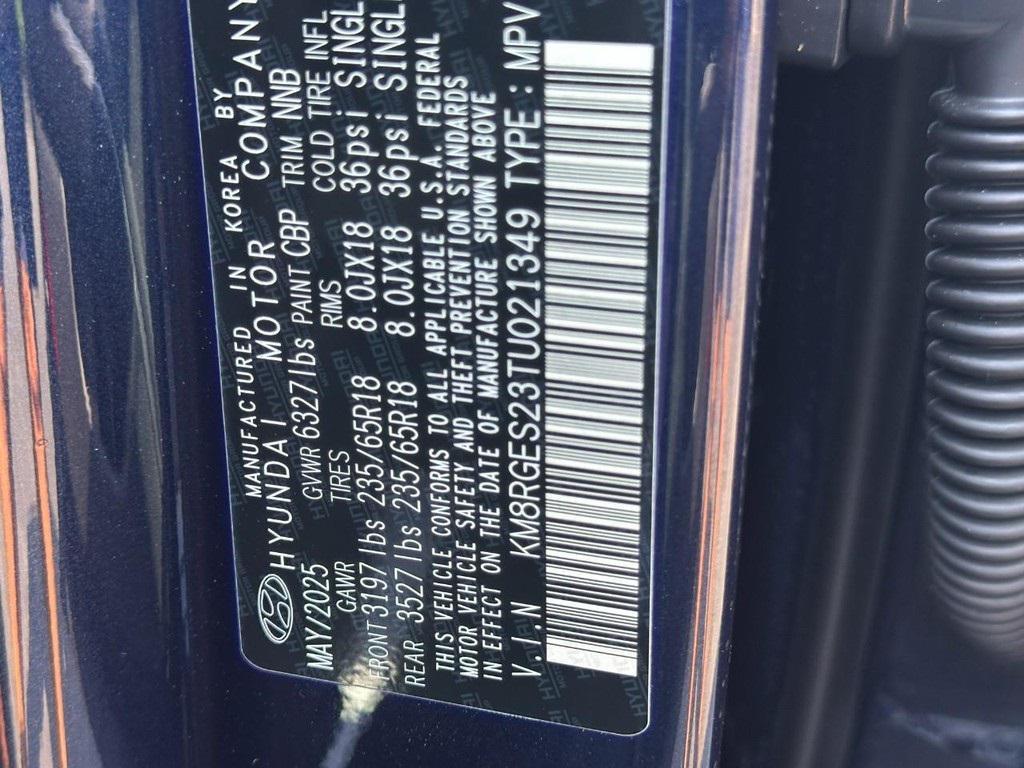 MANUFACTURED IN KOREA BY
HYUNDAI MOTOR COMPANY
MAY/2025 GVWR 6327lbs PAINT CBP TRIM NNB
GAWR TIRES RIMS COLD TIRE INFL
FRONT 3197lbs 235/65R18 8.0JX18 36psi SINGL
REAR 3527lbs 235/65R18 8.0JX18 36psi SINGL
THIS VEHICLE CONFORMS TO ALL APPLICABLE U.S.A. FEDERAL
MOTOR VEHICLE SAFETY AND THEFT PREVENTION STANDARDS
IN EFFECT ON THE DATE OF MANUFACTURE SHOWN ABOVE
V.I.N KM8RGES23TU021349 TYPE: MPV